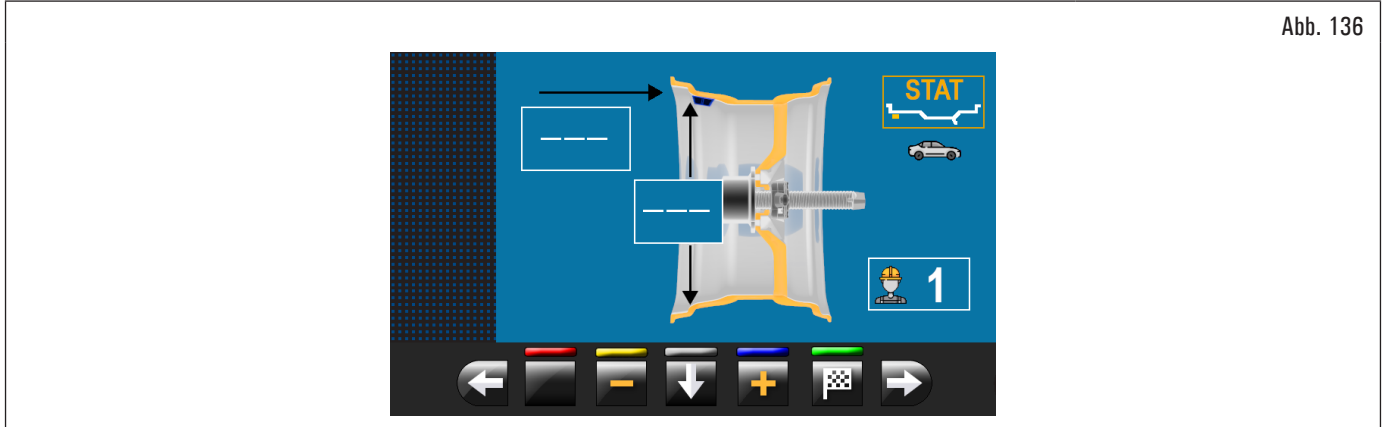 Abb. 136
STAT
– – –
– – –
1